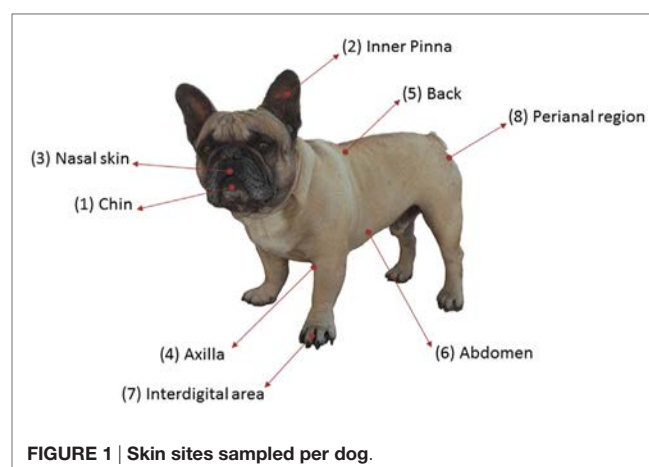 (2) Inner Pinna
(5) Back
(8) Perianal region
(3) Nasal skin
(1) Chin
(4) Axilla
(6) Abdomen
(7) Interdigital area
FIGURE 1 | Skin sites sampled per dog.